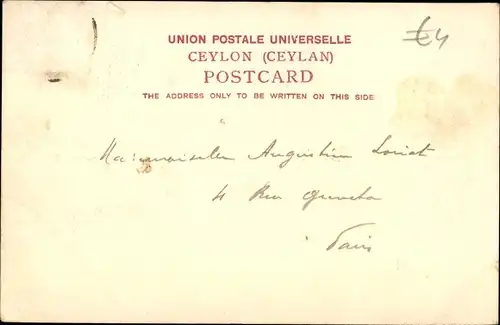 UNION POSTALE UNIVERSELLE
£4
CEYLON (CEYLAN)
POSTCARD
THE ADDRESS ONLY TO BE WRITTEN ON THIS SIDE
Mademoiselle Augustine
4 Rue
Paris